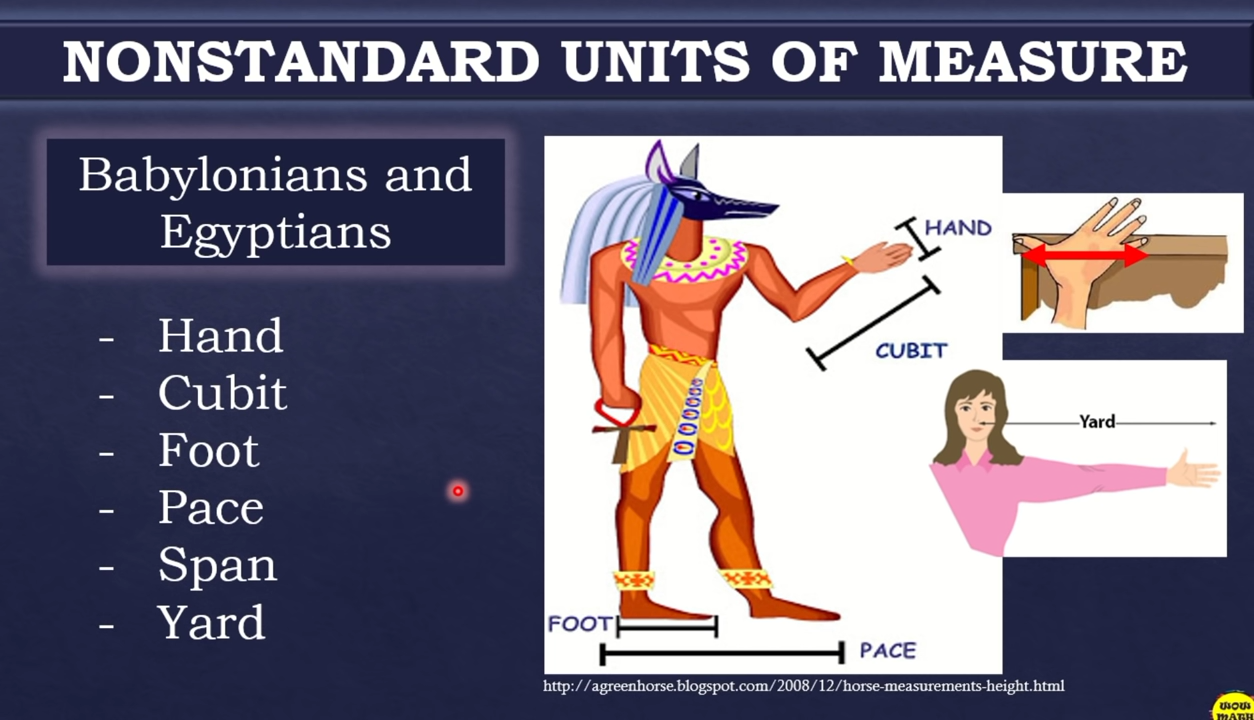 NONSTANDARD UNITS OF MEASURE
Babylonians and
Egyptians
- Hand
- Cubit
- Foot
- Pace
- Span
- Yard
HAND
CUBIT
Yard
FOOT
PACE
http://agreenhorse.blogspot.com/2008/12/horse-measurements-height.html